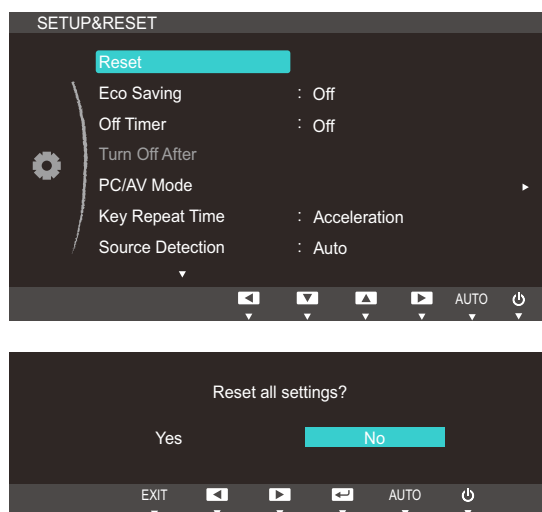 SETUP&RESET
Reset
Eco Saving : Off
Off Timer : Off
Turn Off After
PC/AV Mode
Key Repeat Time : Acceleration
Source Detection : Auto
AUTO
Reset all settings?
Yes No
EXIT AUTO